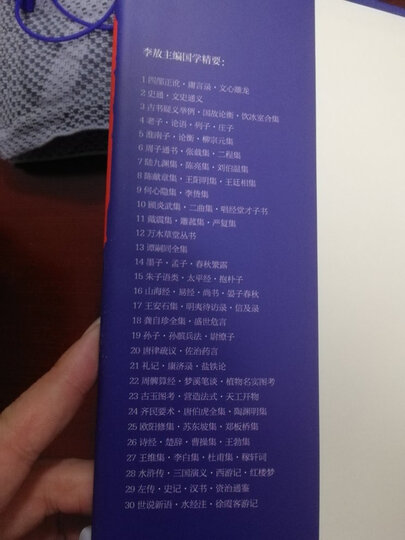 李敖主编国学精要：
1 四部正论·庸言录·文心雕龙
2 史通·文史通义
3 古书疑义举例·国故论衡·饮冰室合集
4 老子·论语·列子·庄子
5 淮南子·论衡·柳宗元集
6 周子通书·张载集·二程集
7 陆九渊集·陈亮集·刘伯温集
8 陈献章集·王阳明集·王廷相集
9 何心隐集·李贽集
10 顾炎武集·二曲集·唱经堂才子书
11 戴震集·潜书集·严复集
12 万木草堂丛书
13 谭嗣同全集
14 墨子·孟子·春秋繁露
15 朱子语类·太平经·抱朴子
16 山海经·易经·尚书·晏子春秋
17 王安石集·明夷待访录·信及录
18 龚自珍全集·盛世危言
19 孙子·孙膑兵法·尉缭子
20 唐律疏议·佐治药言
21 礼记·康济录·盐铁论
22 周髀算经·梦溪笔谈·植物名实图考
23 古玉图考·营造法式·天工开物
24 齐民要术·唐伯虎全集·陶渊明集
25 欧阳修集·苏东坡集·郑板桥集
26 诗经·楚辞·曹操集·王勃集
27 王维集·李白集·杜甫集·稼轩词
28 水浒传·三国演义·西游记·红楼梦
29 左传·史记·汉书·资治通鉴
30 世说新语·水经注·徐霞客游记